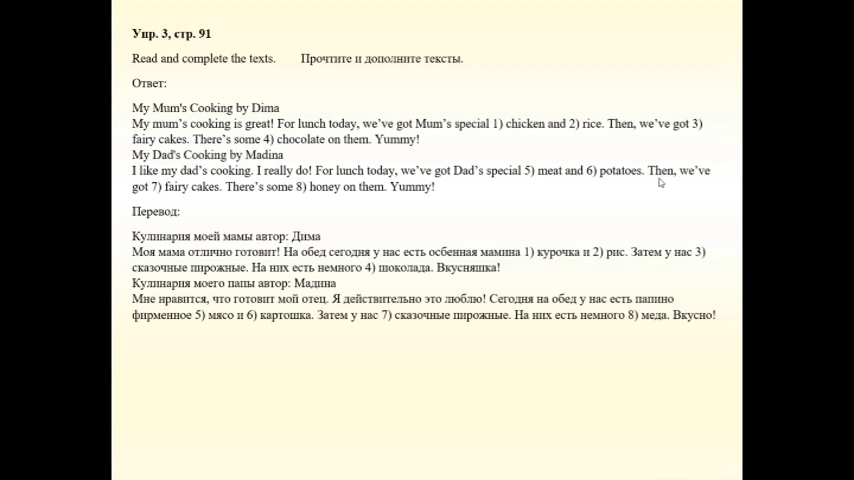 Упр. 3, стр. 91
Read and complete the texts. Прочтите и дополните тексты.
Ответ:
My Mum's Cooking by Dima
My mum’s cooking is great! For lunch today, we’ve got Mum’s special 1) chicken and 2) rice. Then, we’ve got 3)
fairy cakes. There’s some 4) chocolate on them. Yummy!
My Dad's Cooking by Madina
I like my dad’s cooking. I really do! For lunch today, we’ve got Dad’s special 5) meat and 6) potatoes. Then, we’ve
got 7) fairy cakes. There’s some 8) honey on them. Yummy!
Перевод:
Кулинария моей мамы автор: Дима
Моя мама отлично готовит! На обед сегодня у нас есть осбенная мамина 1) курочка и 2) рис. Затем у нас 3)
сказочные пирожные. На них есть немного 4) шоколада. Вкусняшка!
Кулинария моего папы автор: Мадина
Мне нравится, что готовит мой отец. Я действительно это люблю! Сегодня на обед у нас есть папино
фирменное 5) мясо и 6) картошка. Затем у нас 7) сказочные пирожные. На них есть немного 8) меда. Вкусно!